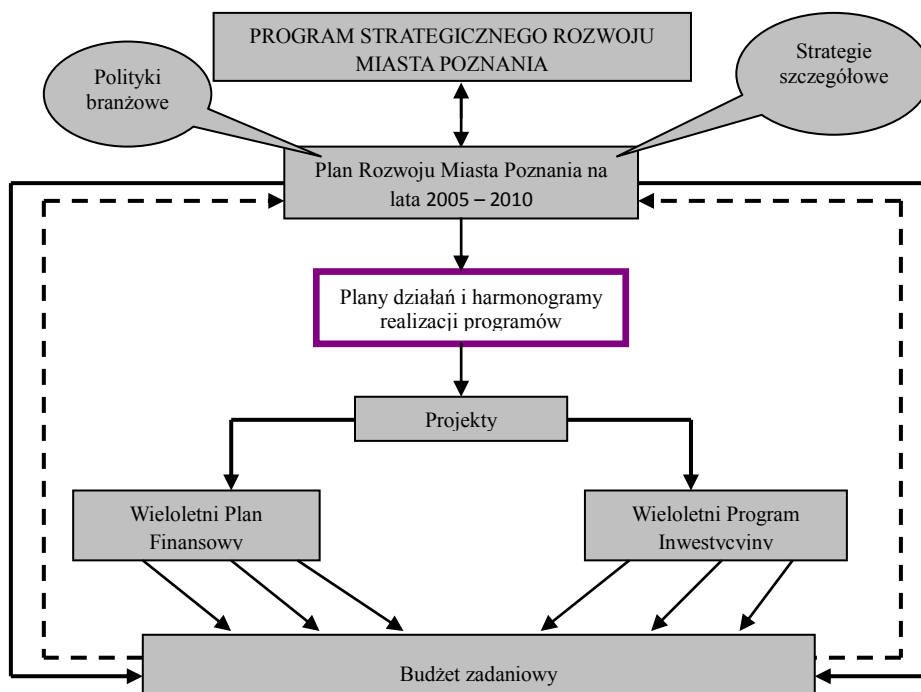 PROGRAM STRATEGICZNEGO ROZWOJU
MIASTA POZNANIA
Polityki
branżowe
Strategie
szczegółowe
Plan Rozwoju Miasta Poznania na
lata 2005 – 2010
Plany działań i harmonogramy
realizacji programów
Projekty
Wieloletni Plan
Finansowy
Wieloletni Program
Inwestycyjny
Budżet zadaniowy